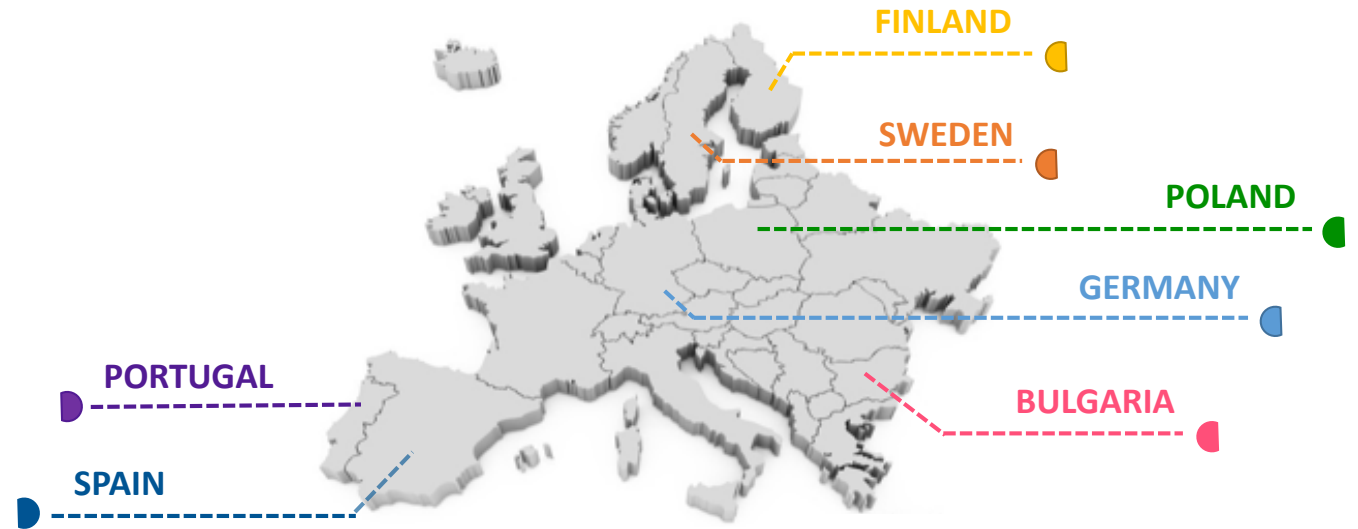 FINLAND
SWEDEN
POLAND
GERMANY
PORTUGAL
BULGARIA
SPAIN